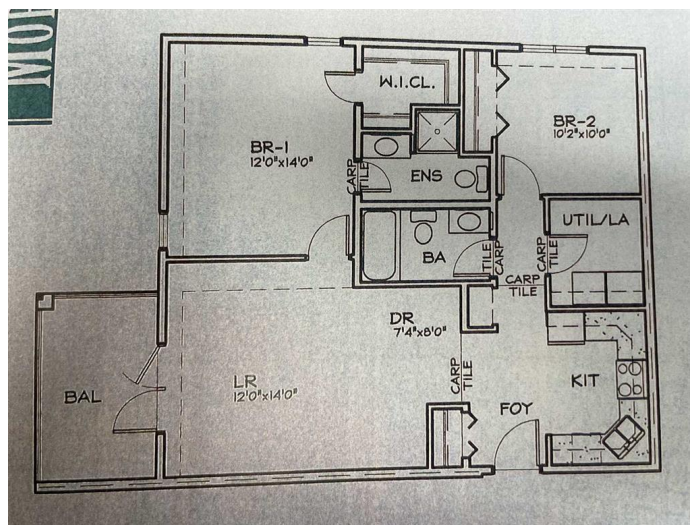 MOR
W.I.CL.
BR-1
12'0"x14'0"
BR-2
10'2"x10'0"
CARP
TILE
ENS
UTIL/LA
BA
TILE
CARP
CARP
TILE
CARP
TILE
DR
7'4"x8'0"
CARP
TILE
LR
12'0"x14'0"
BAL
KIT
FOY